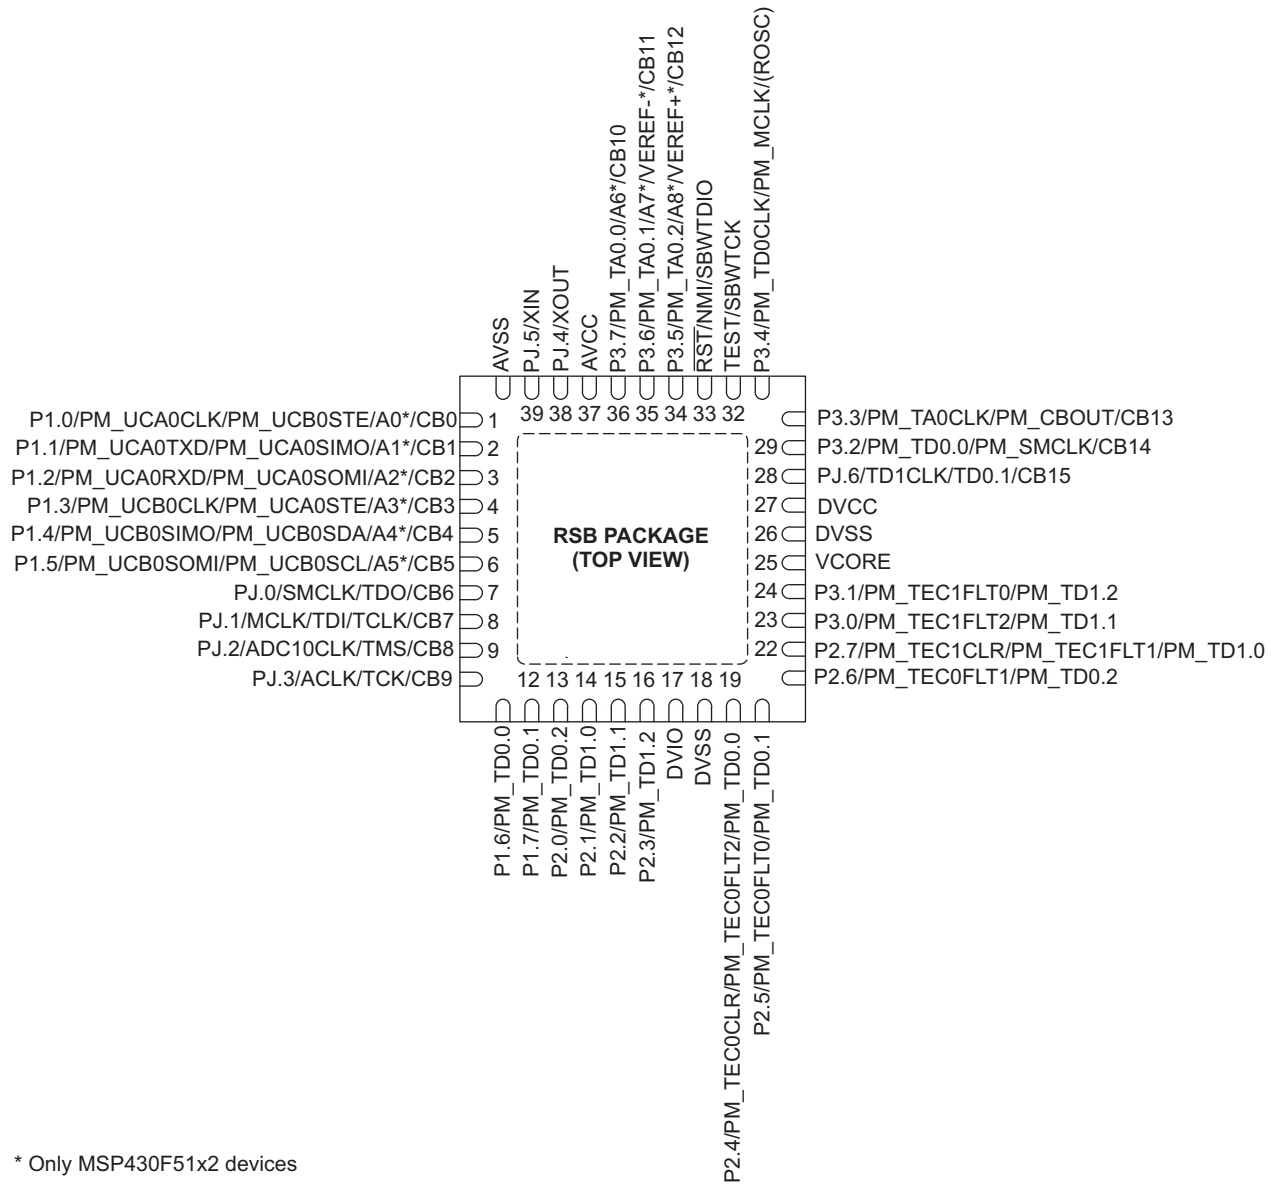 AVSS
PJ.5/XIN
PJ.4/XOUT
AVCC
P3.7/PM_TA0.0/A6*/CB10
P3.6/PM_TA0.1/A7*/VEREF-*/CB11
P3.5/PM_TA0.2/A8*/VEREF+*/CB12
RST/NMI/SBWTDIO
TEST/SBWTCK
P3.4/PM_TD0CLK/PM_MCLK/(ROSC)
39 38 37 36 35 34 33 32
P1.0/PM_UCA0CLK/PM_UCB0STE/A0*/CB0 1
P1.1/PM_UCA0TXD/PM_UCA0SIMO/A1*/CB1 2
P1.2/PM_UCA0RXD/PM_UCA0SOMI/A2*/CB2 3
P1.3/PM_UCB0CLK/PM_UCA0STE/A3*/CB3 4
P1.4/PM_UCB0SIMO/PM_UCB0SDA/A4*/CB4 5
P1.5/PM_UCB0SOMI/PM_UCB0SCL/A5*/CB5 6
PJ.0/SMCLK/TDO/CB6 7
PJ.1/MCLK/TDI/TCLK/CB7 8
PJ.2/ADC10CLK/TMS/CB8 9
PJ.3/ACLK/TCK/CB9
RSB PACKAGE
(TOP VIEW)
P3.3/PM_TA0CLK/PM_CBOUT/CB13
29 P3.2/PM_TD0.0/PM_SMCLK/CB14
28 PJ.6/TD1CLK/TD0.1/CB15
27 DVCC
26 DVSS
25 VCORE
24 P3.1/PM_TEC1FLT0/PM_TD1.2
23 P3.0/PM_TEC1FLT2/PM_TD1.1
22 P2.7/PM_TEC1CLR/PM_TEC1FLT1/PM_TD1.0
P2.6/PM_TEC0FLT1/PM_TD0.2
12 13 14 15 16 17 18 19
P1.6/PM_TD0.0
P1.7/PM_TD0.1
P2.0/PM_TD0.2
P2.1/PM_TD1.0
P2.2/PM_TD1.1
P2.3/PM_TD1.2
DVIO
DVSS
P2.4/PM_TEC0CLR/PM_TEC0FLT2/PM_TD0.0
P2.5/PM_TEC0FLT0/PM_TD0.1
* Only MSP430F51x2 devices